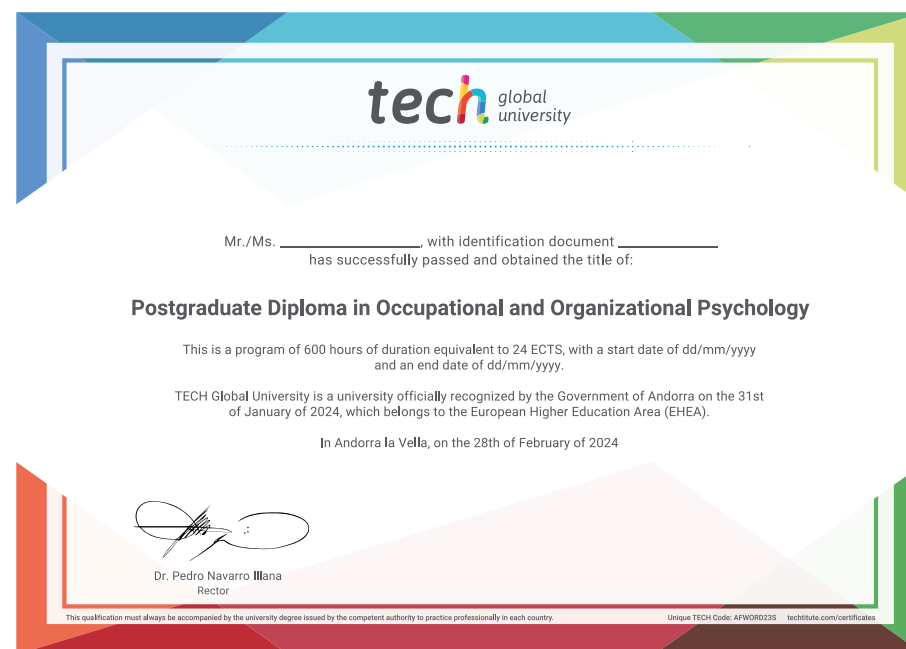 tech global university
Mr./Ms. ____________________, with identification document ______________
has successfully passed and obtained the title of:
Postgraduate Diploma in Occupational and Organizational Psychology
This is a program of 600 hours of duration equivalent to 24 ECTS, with a start date of dd/mm/yyyy
and an end date of dd/mm/yyyy.
TECH Global University is a university officially recognized by the Government of Andorra on the 31st
of January of 2024, which belongs to the European Higher Education Area (EHEA).
In Andorra la Vella, on the 28th of February of 2024
Dr. Pedro Navarro Illana
Rector
This qualification must always be accompanied by the university degree issued by the competent authority to practice professionally in each country.
Unique TECH Code: AFWORD23S techtitute.com/certificates